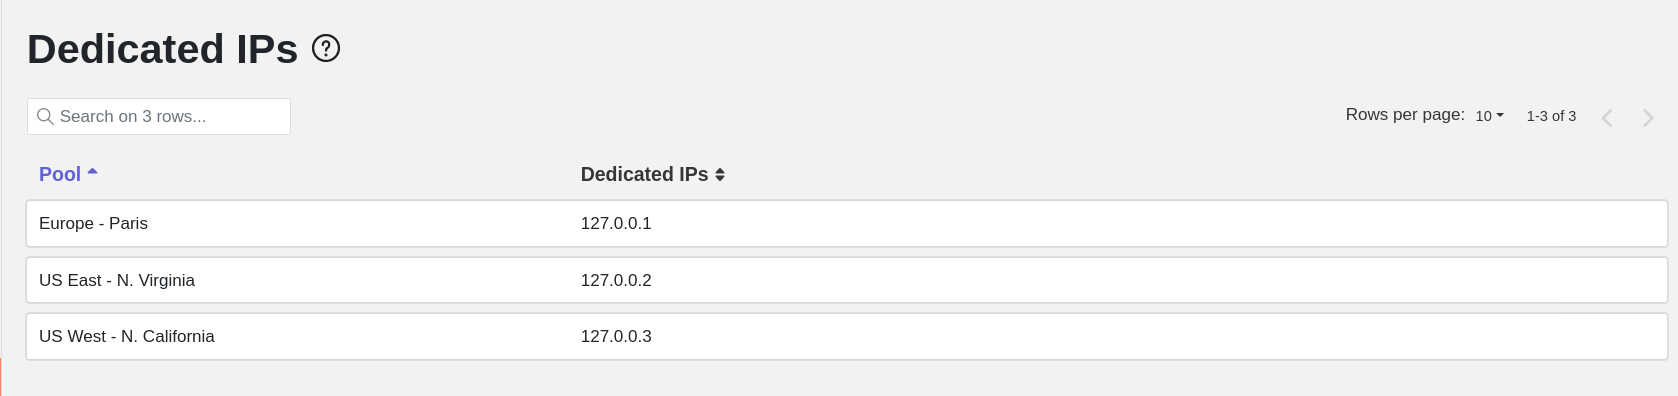 Dedicated IPs
Search on 3 rows...
Rows per page: 10 1-3 of 3
Pool Dedicated IPs
Europe - Paris 127.0.0.1
US East - N. Virginia 127.0.0.2
US West - N. California 127.0.0.3